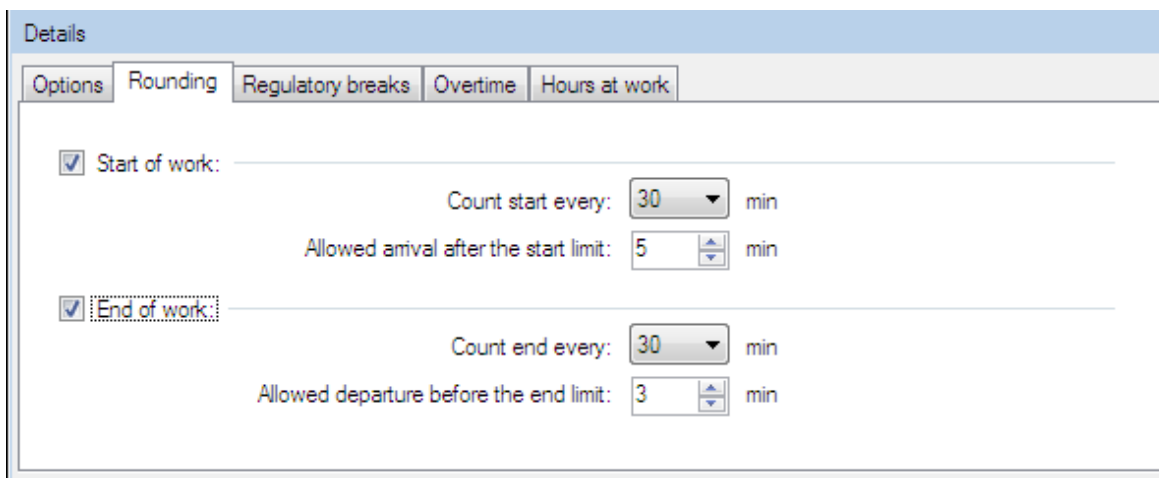 Details
Options Rounding Regulatory breaks Overtime Hours at work
Start of work:
Count start every: 30 min
Allowed arrival after the start limit: 5 min
End of work:
Count end every: 30 min
Allowed departure before the end limit: 3 min